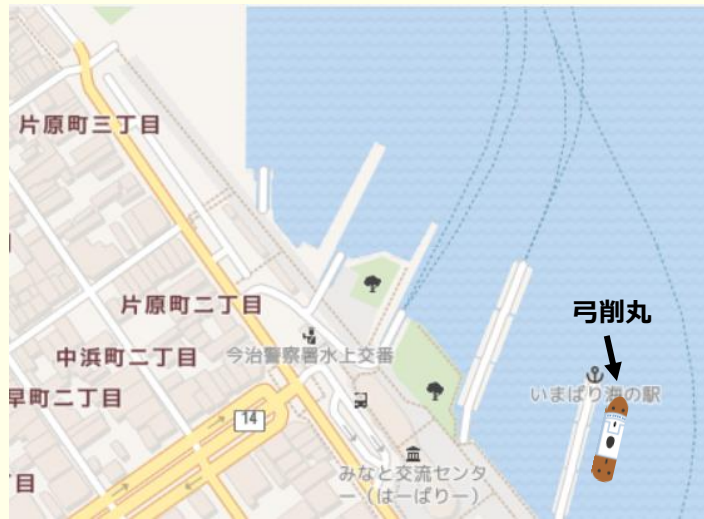 片原町三丁目
片原町二丁目
弓削丸
中浜町二丁目
今治警察署水上交番
いまばり海の駅
早町二丁目
14
みなと交流センタ
ー（はーばりー）
目